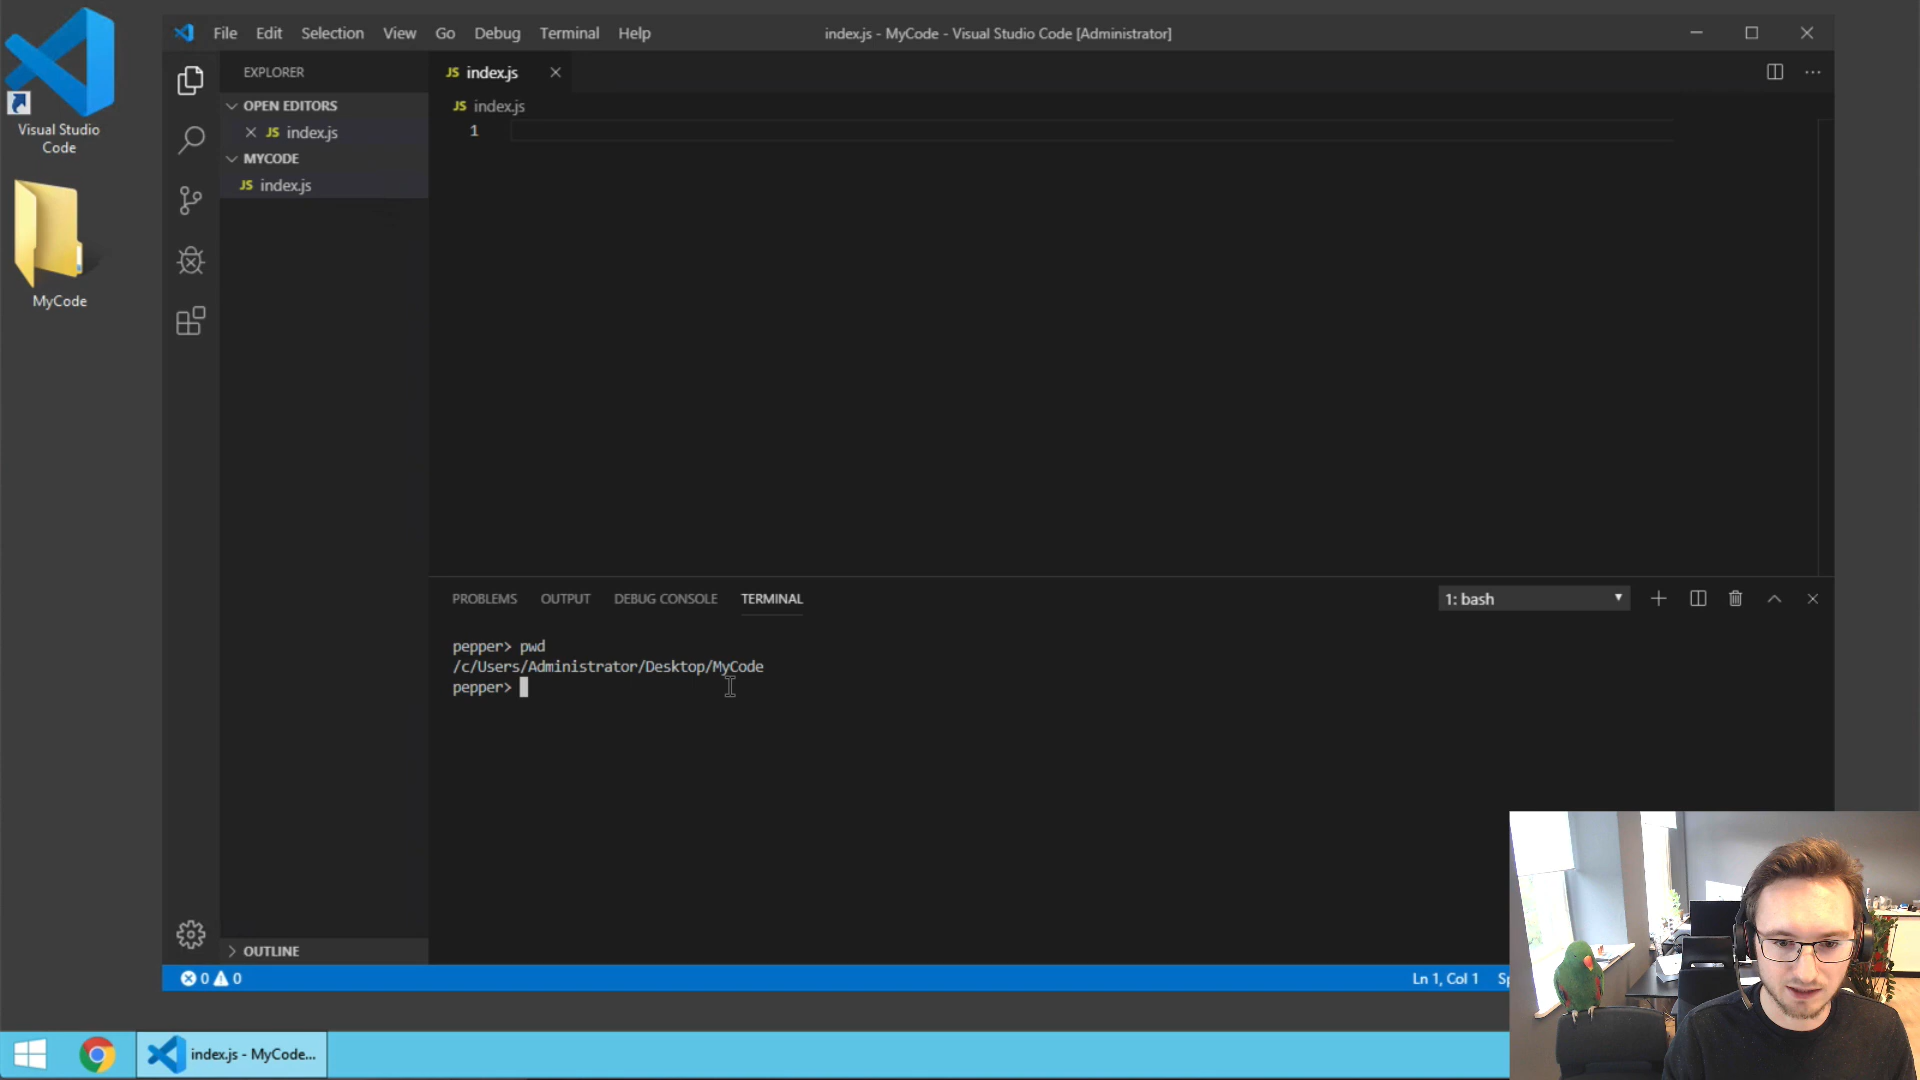 Visual Studio
Code
MyCode
File Edit Selection View Go Debug Terminal Help
index.js - MyCode - Visual Studio Code [Administrator]
EXPLORER
OPEN EDITORS
JS index.js
MYCODE
JS index.js
OUTLINE
JS index.js
JS index.js
1
PROBLEMS OUTPUT DEBUG CONSOLE TERMINAL
1: bash
pepper> pwd
/c/Users/Administrator/Desktop/MyCode
pepper>
0 0
Ln 1, Col 1 Sp
index.js - MyCode...